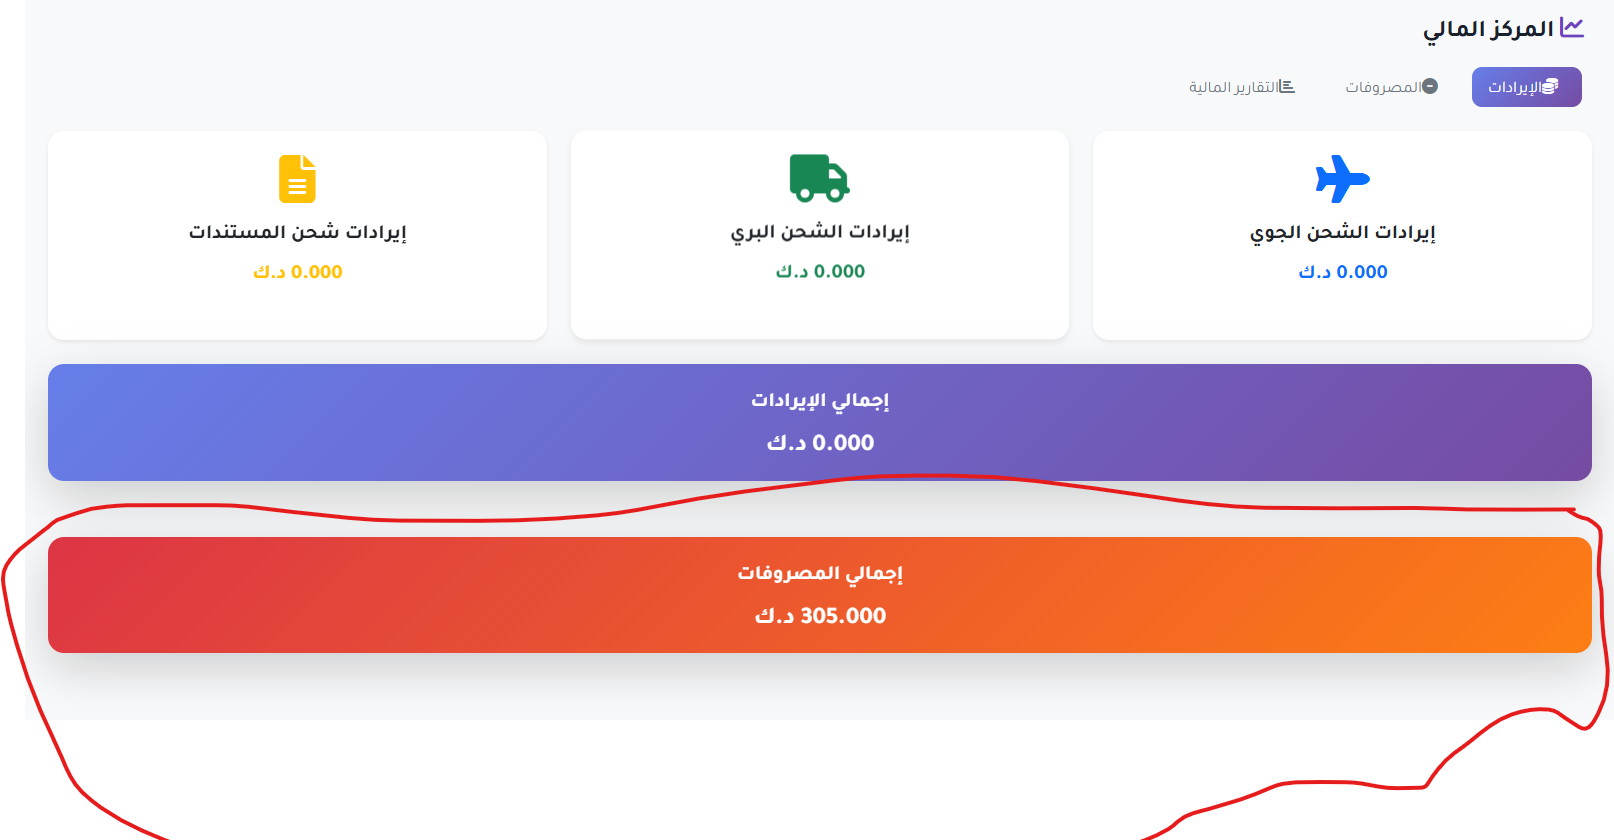 المركز المالي
الإيرادات
المصروفات
التقارير المالية
إيرادات الشحن الجوي
0.000 د.ك
إيرادات الشحن البري
0.000 د.ك
إيرادات شحن المستندات
0.000 د.ك
إجمالي الإيرادات
0.000 د.ك
إجمالي المصروفات
305.000 د.ك